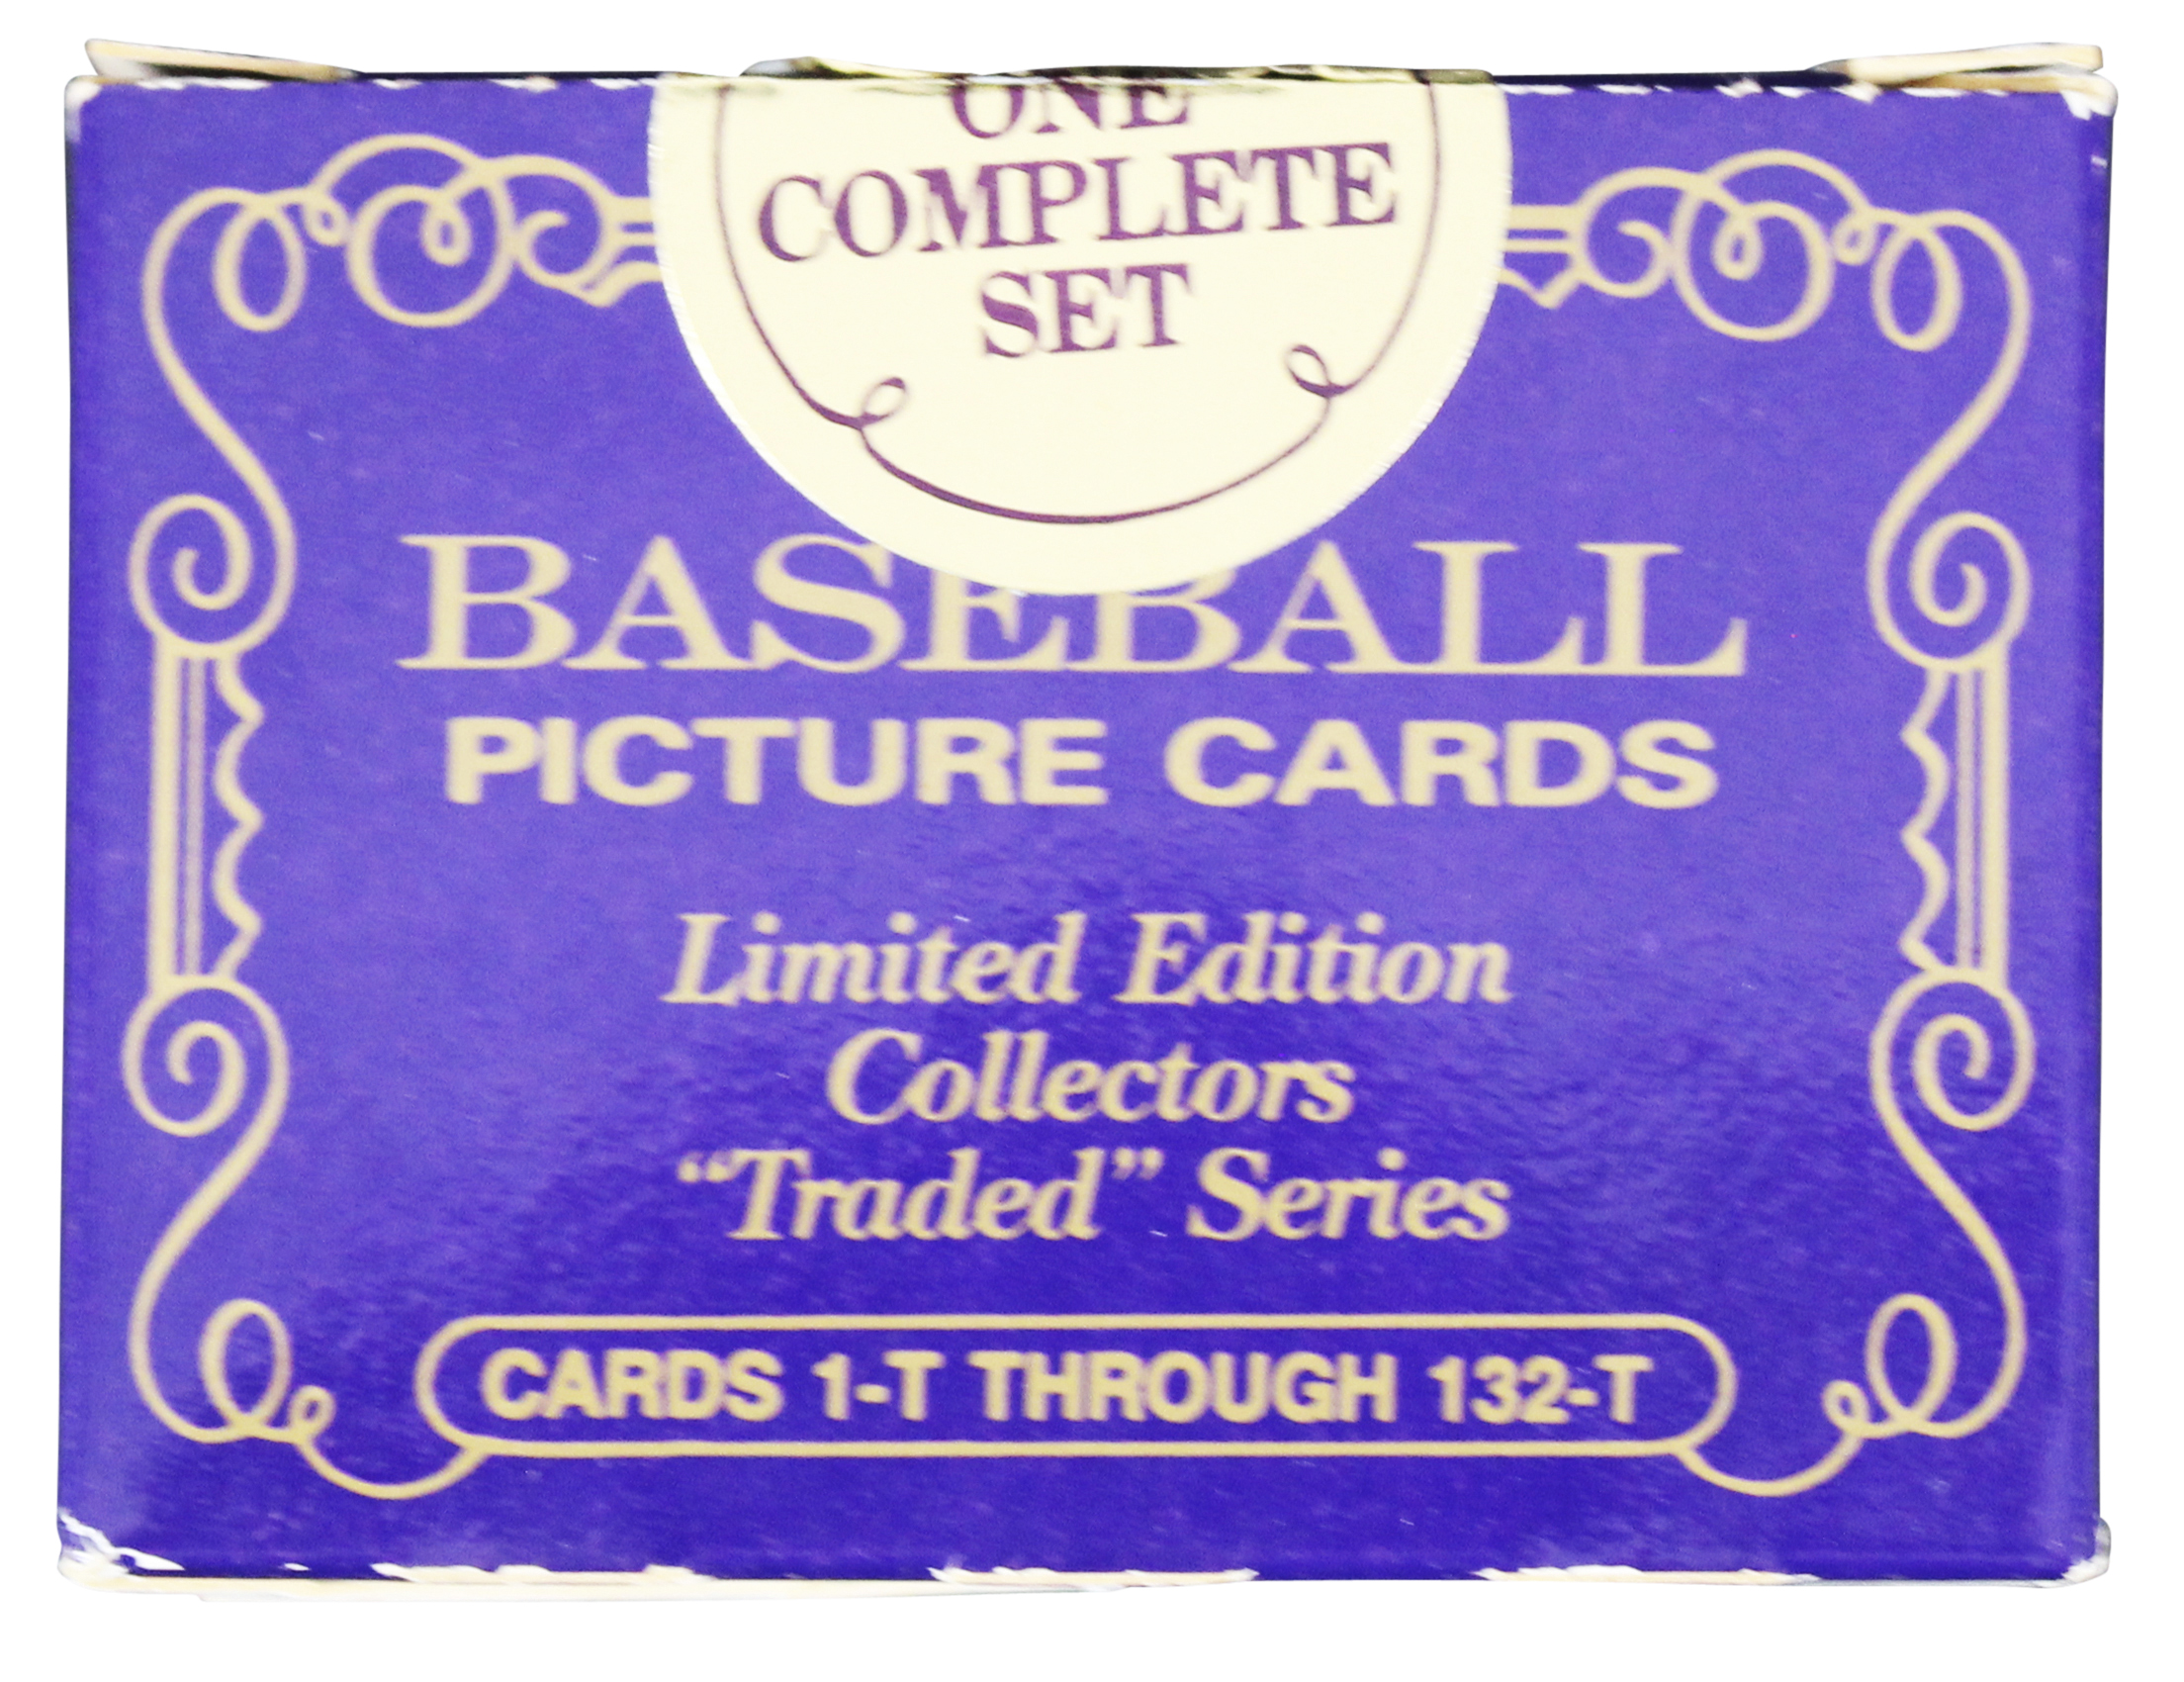 ONE
COMPLETE
SET
BASEBALL
PICTURE CARDS
Limited Edition
Collectors
“Traded” Series
CARDS 1-T THROUGH 132-T